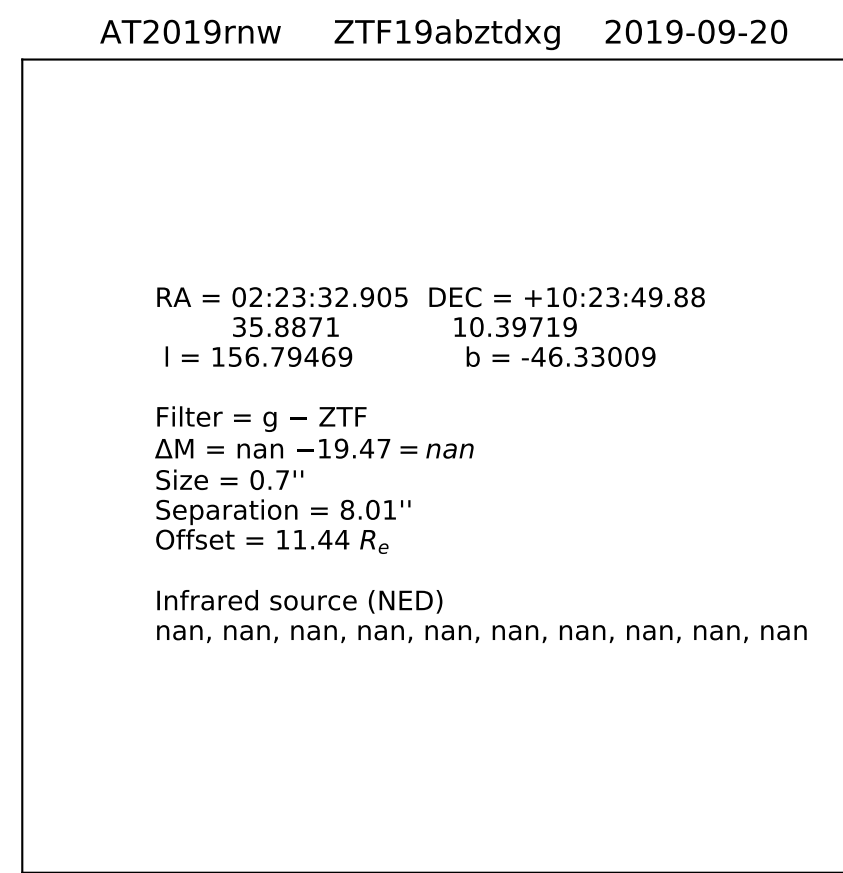 AT2019rnw ZTF19abztdxg 2019-09-20
RA = 02:23:32.905 DEC = +10:23:49.88
35.8871 10.39719
l = 156.79469 b = -46.33009
Filter = g − ZTF
ΔM = nan −19.47 = nan
Size = 0.7''
Separation = 8.01''
Offset = 11.44 Rₑ
Infrared source (NED)
nan, nan, nan, nan, nan, nan, nan, nan, nan, nan